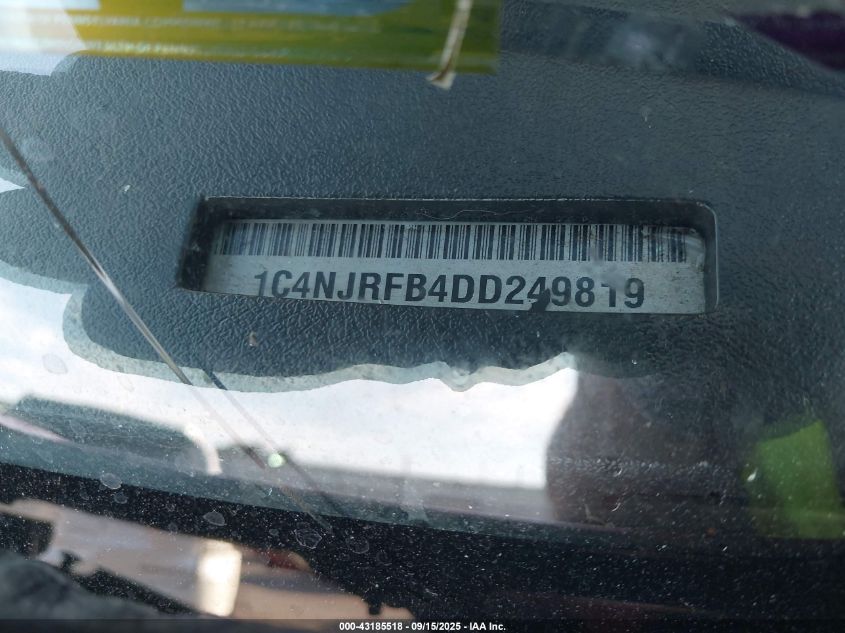 1C4NJRFB4DD249819
000-43185518 - 09/15/2025 - IAA Inc.